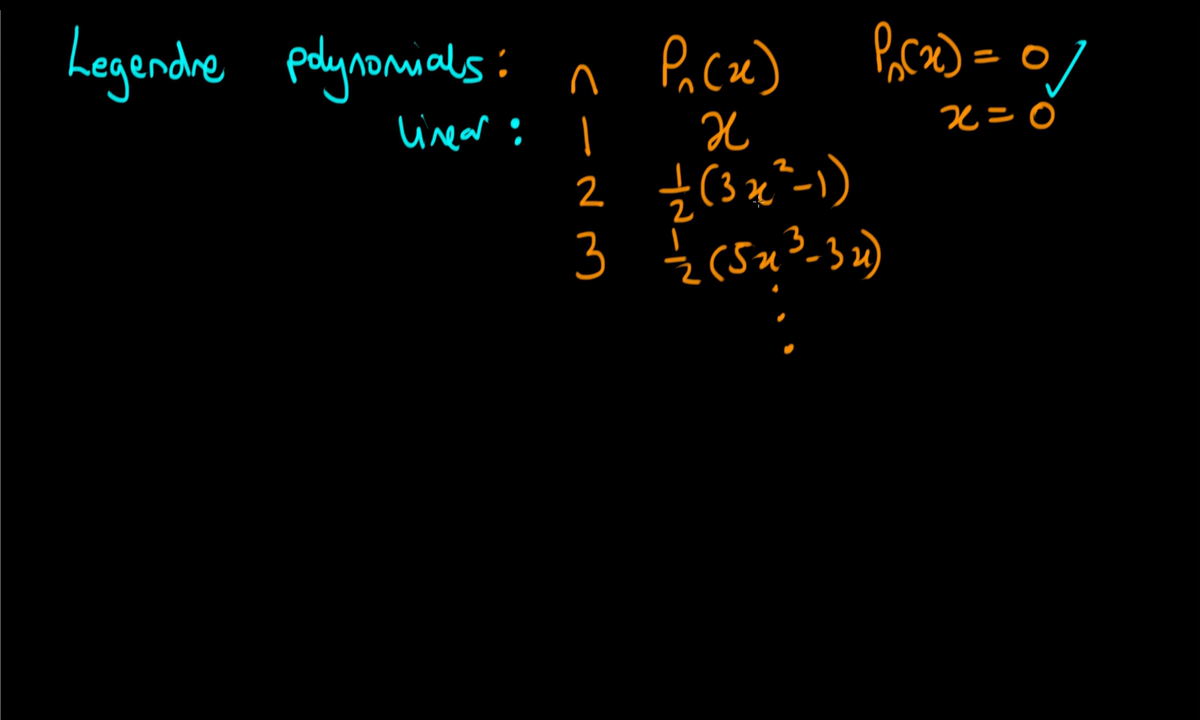 Legendre polynomials: n Pₙ(x) Pₙ(x) = 0 ✓
linear: 1 x x = 0
2 ½(3x²-1)
3 ½(5x³-3x)
⋮